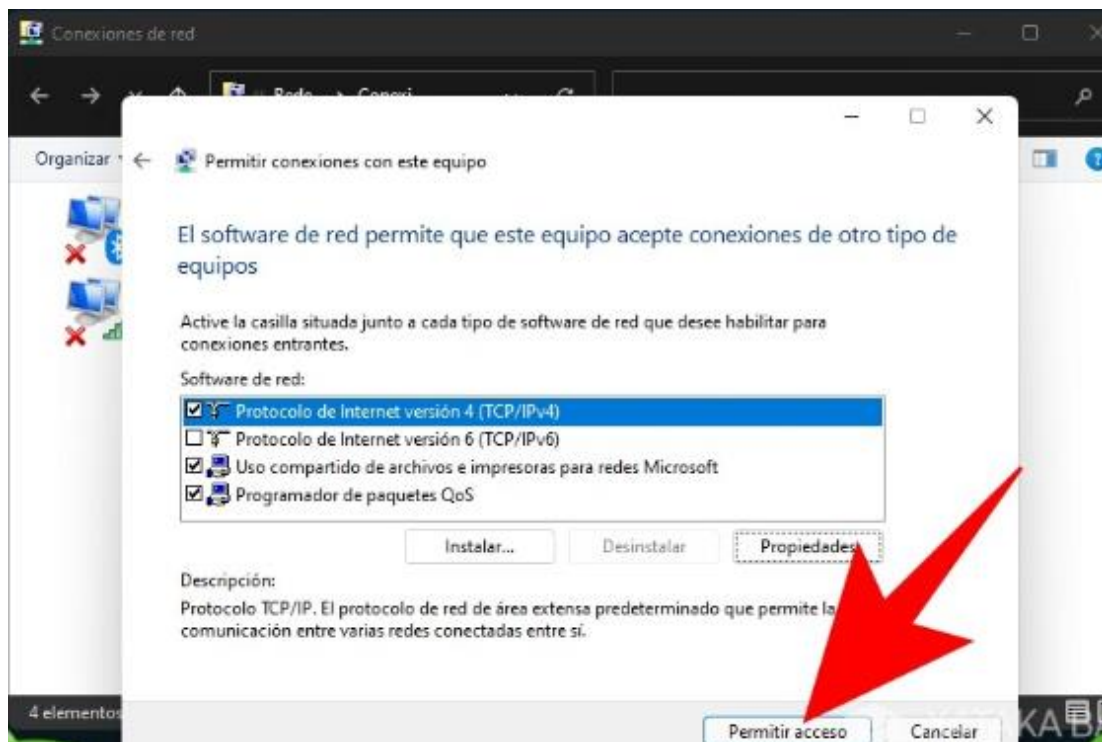 Conexiones de red
Organizar
Permitir conexiones con este equipo
El software de red permite que este equipo acepte conexiones de otro tipo de
equipos
Active la casilla situada junto a cada tipo de software de red que desee habilitar para
conexiones entrantes.
Software de red:
Protocolo de Internet versión 4 (TCP/IPv4)
Protocolo de Internet versión 6 (TCP/IPv6)
Uso compartido de archivos e impresoras para redes Microsoft
Programador de paquetes QoS
Instalar... Desinstalar Propiedades
Descripción:
Protocolo TCP/IP. El protocolo de red de área extensa predeterminado que permite la
comunicación entre varias redes conectadas entre sí.
4 elementos
Permitir acceso Cancelar